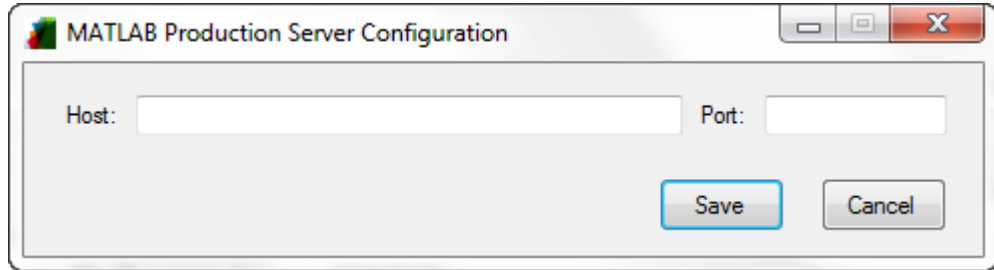 MATLAB Production Server Configuration
Host: Port:
Save Cancel